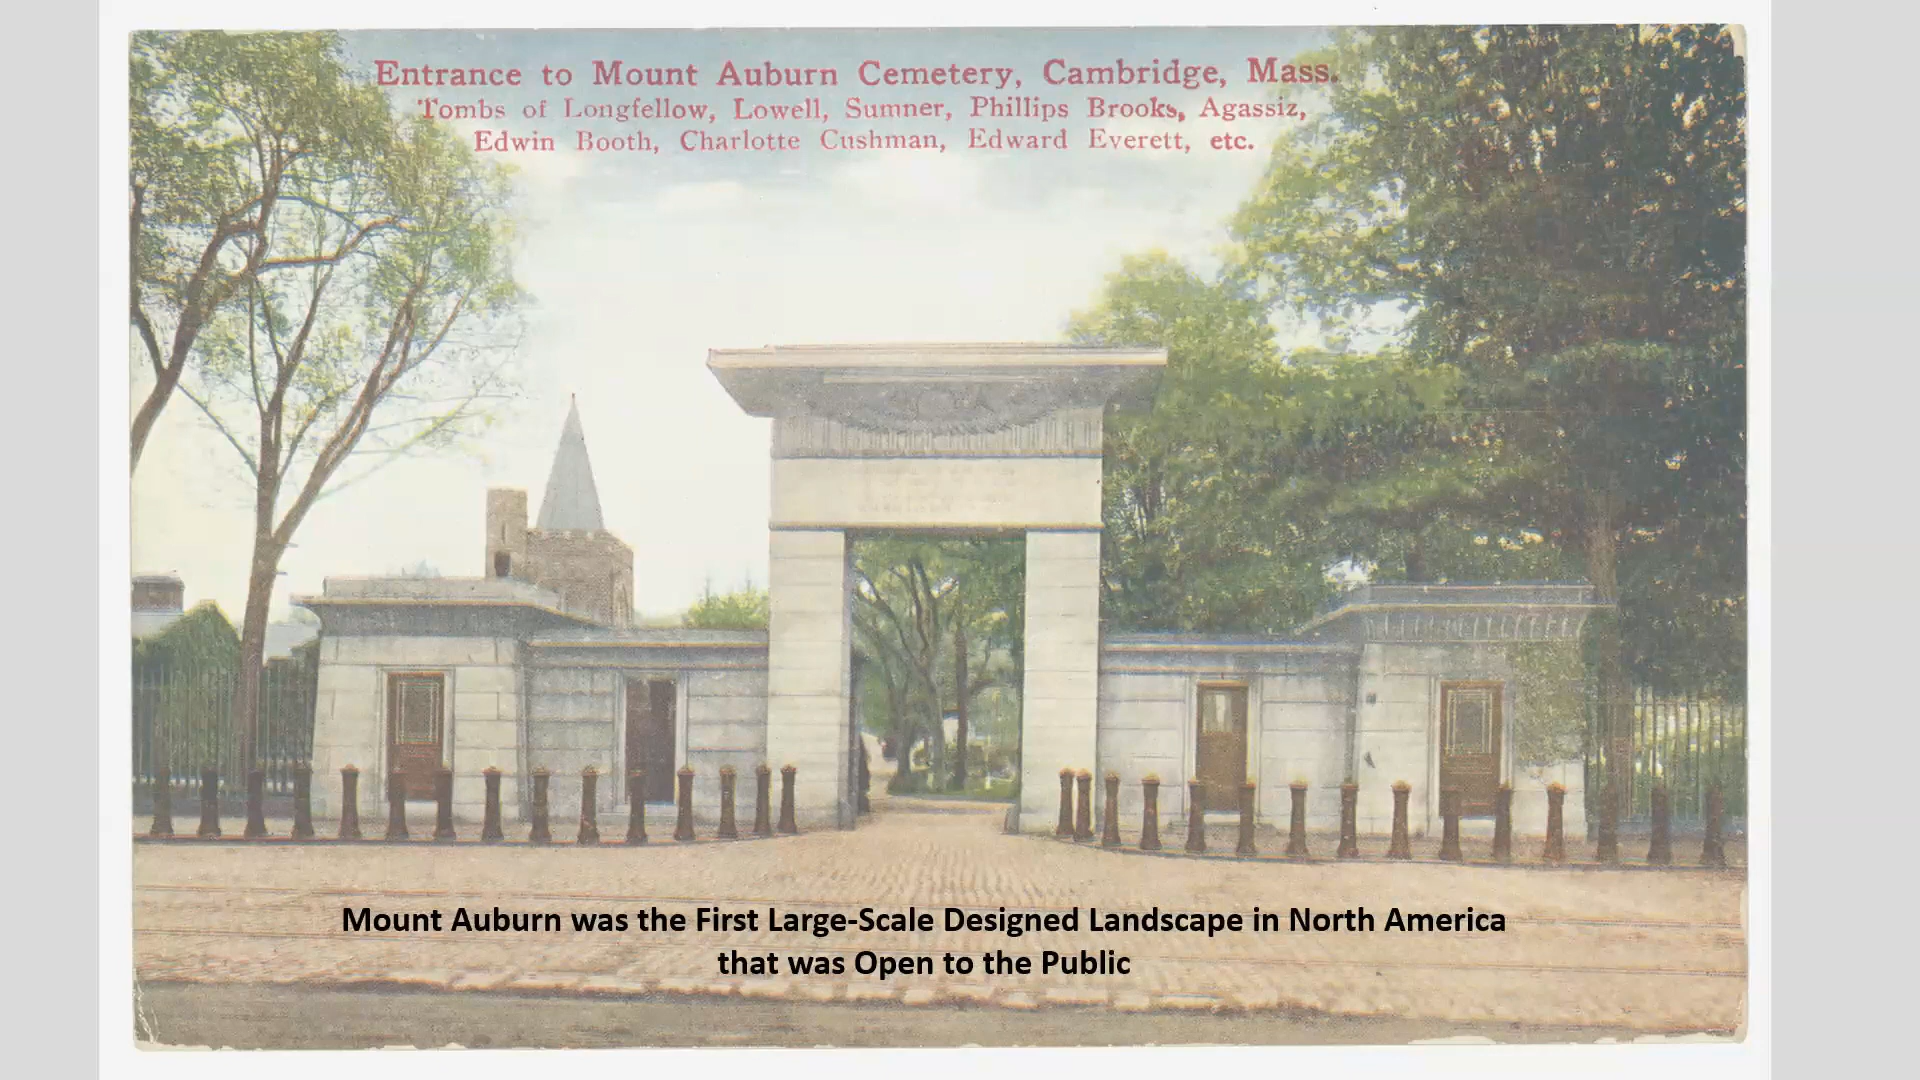 Entrance to Mount Auburn Cemetery, Cambridge, Mass.
Tombs of Longfellow, Lowell, Sumner, Phillips Brooks, Agassiz,
Edwin Booth, Charlotte Cushman, Edward Everett, etc.
Mount Auburn was the First Large-Scale Designed Landscape in North America
that was Open to the Public